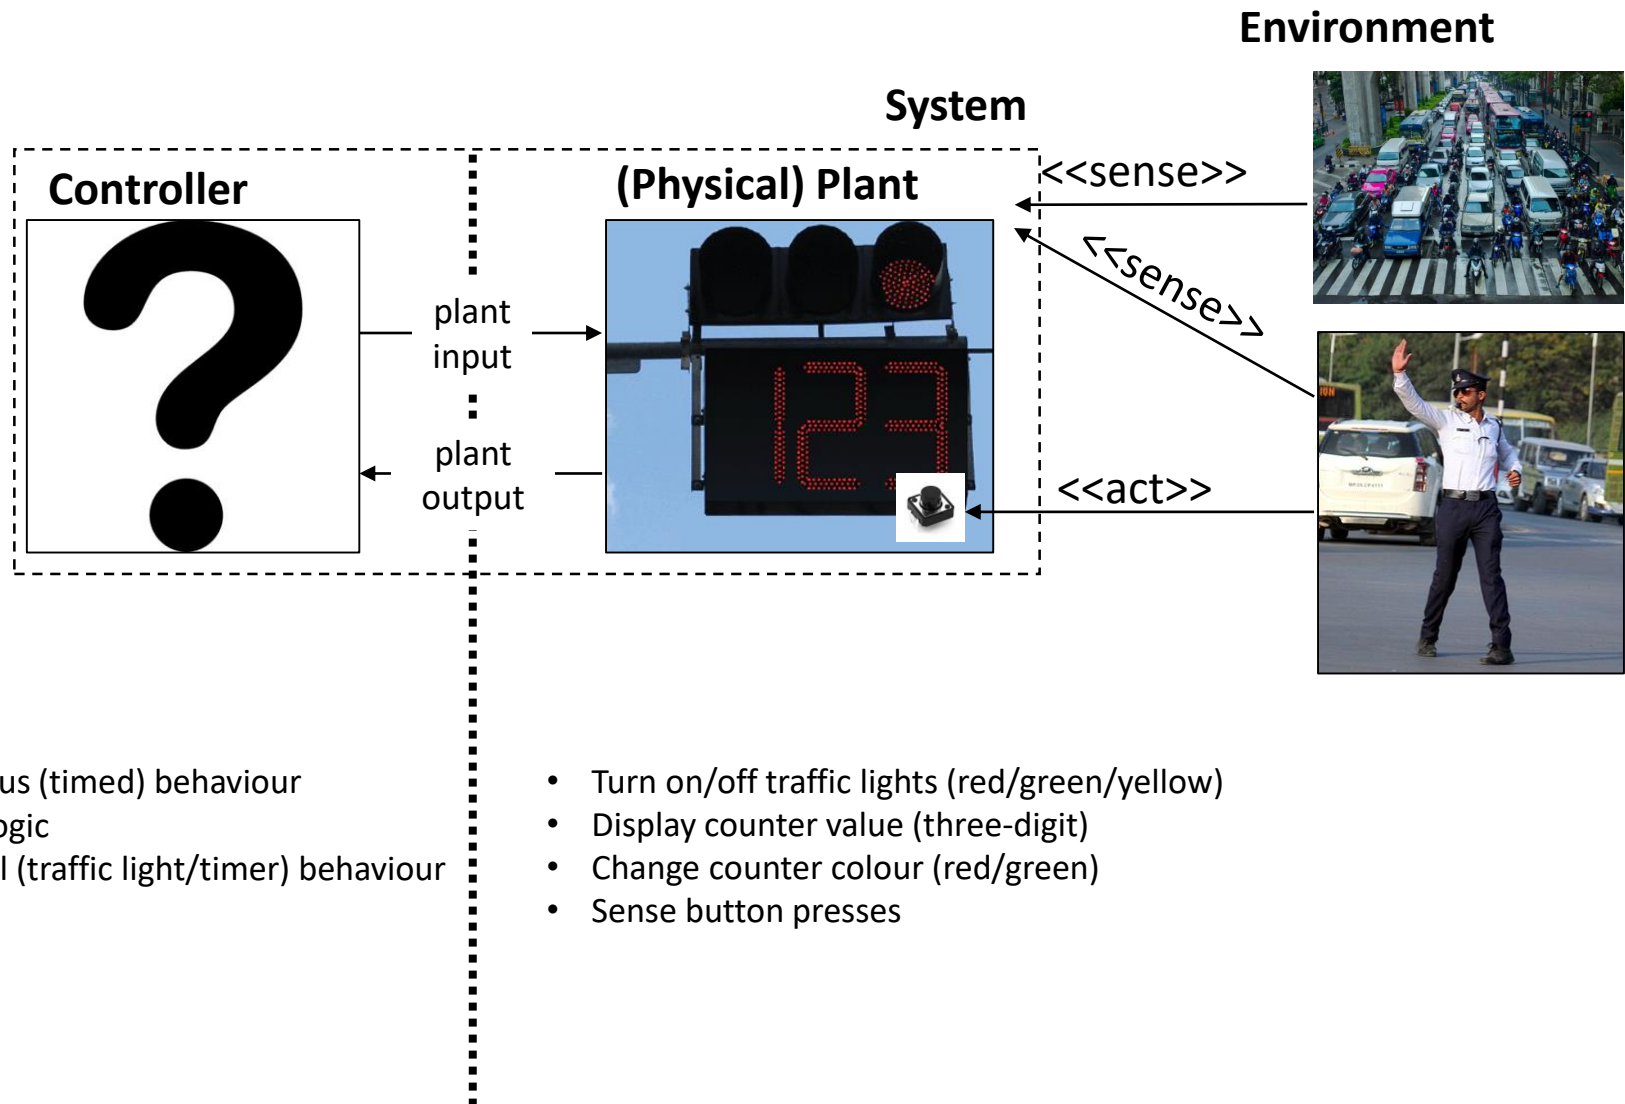 Environment
System
Controller
(Physical) Plant
<<sense>>
<<sense>>
plant
input
123
plant
output
<<act>>
us (timed) behaviour
ogic
l (traffic light/timer) behaviour
• Turn on/off traffic lights (red/green/yellow)
• Display counter value (three-digit)
• Change counter colour (red/green)
• Sense button presses